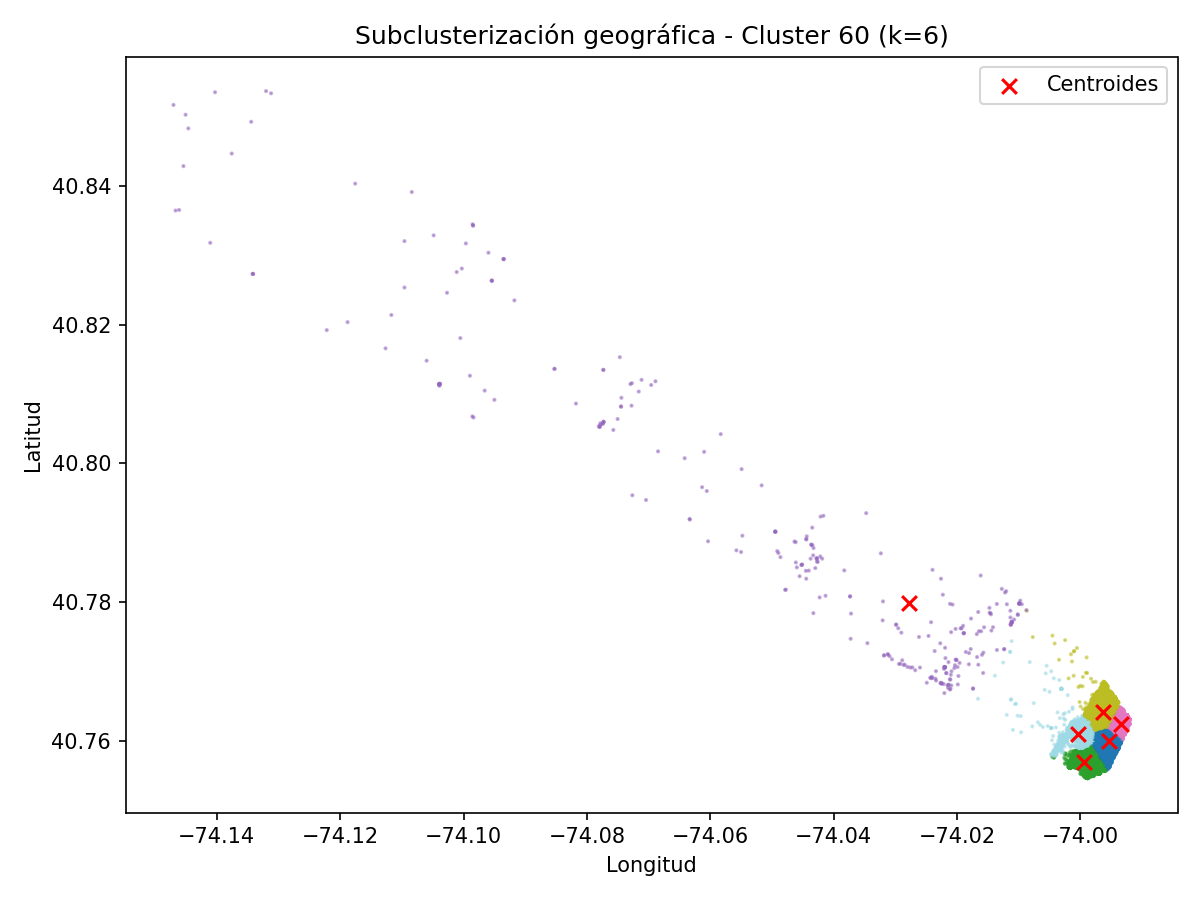 Subclusterización geográfica - Cluster 60 (k=6)
Centroides
Latitud
40.84
40.82
40.80
40.78
40.76
−74.14 −74.12 −74.10 −74.08 −74.06 −74.04 −74.02 −74.00
Longitud